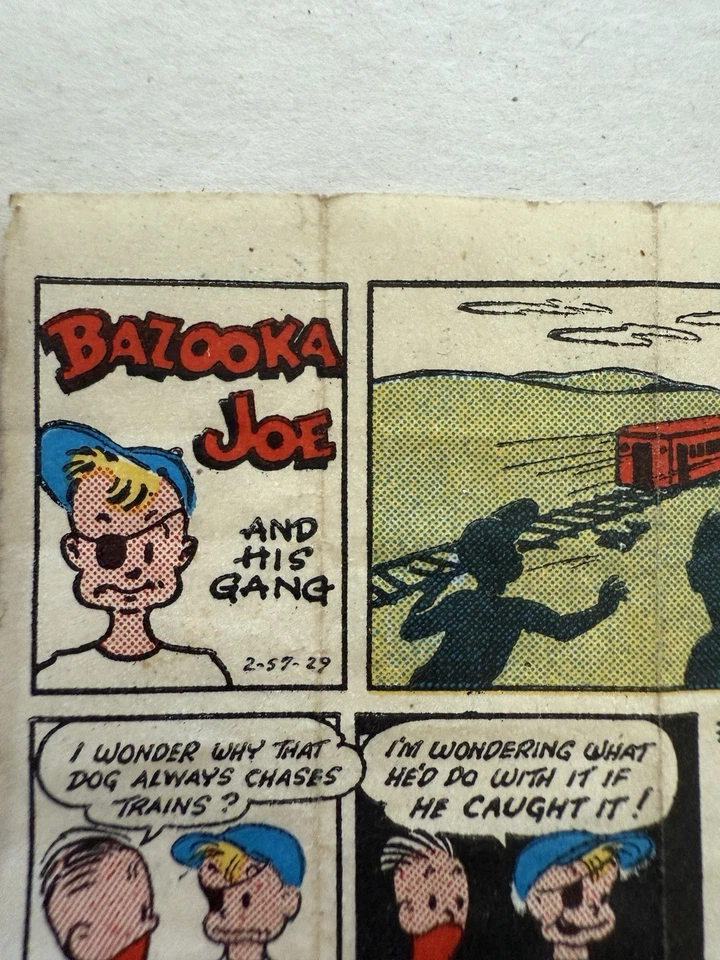 BAZOOKA
JOE
AND
HIS
GANG
2-57-29
I WONDER WHY THAT
DOG ALWAYS CHASES
TRAINS?
I'M WONDERING WHAT
HE'D DO WITH IT IF
HE CAUGHT IT!